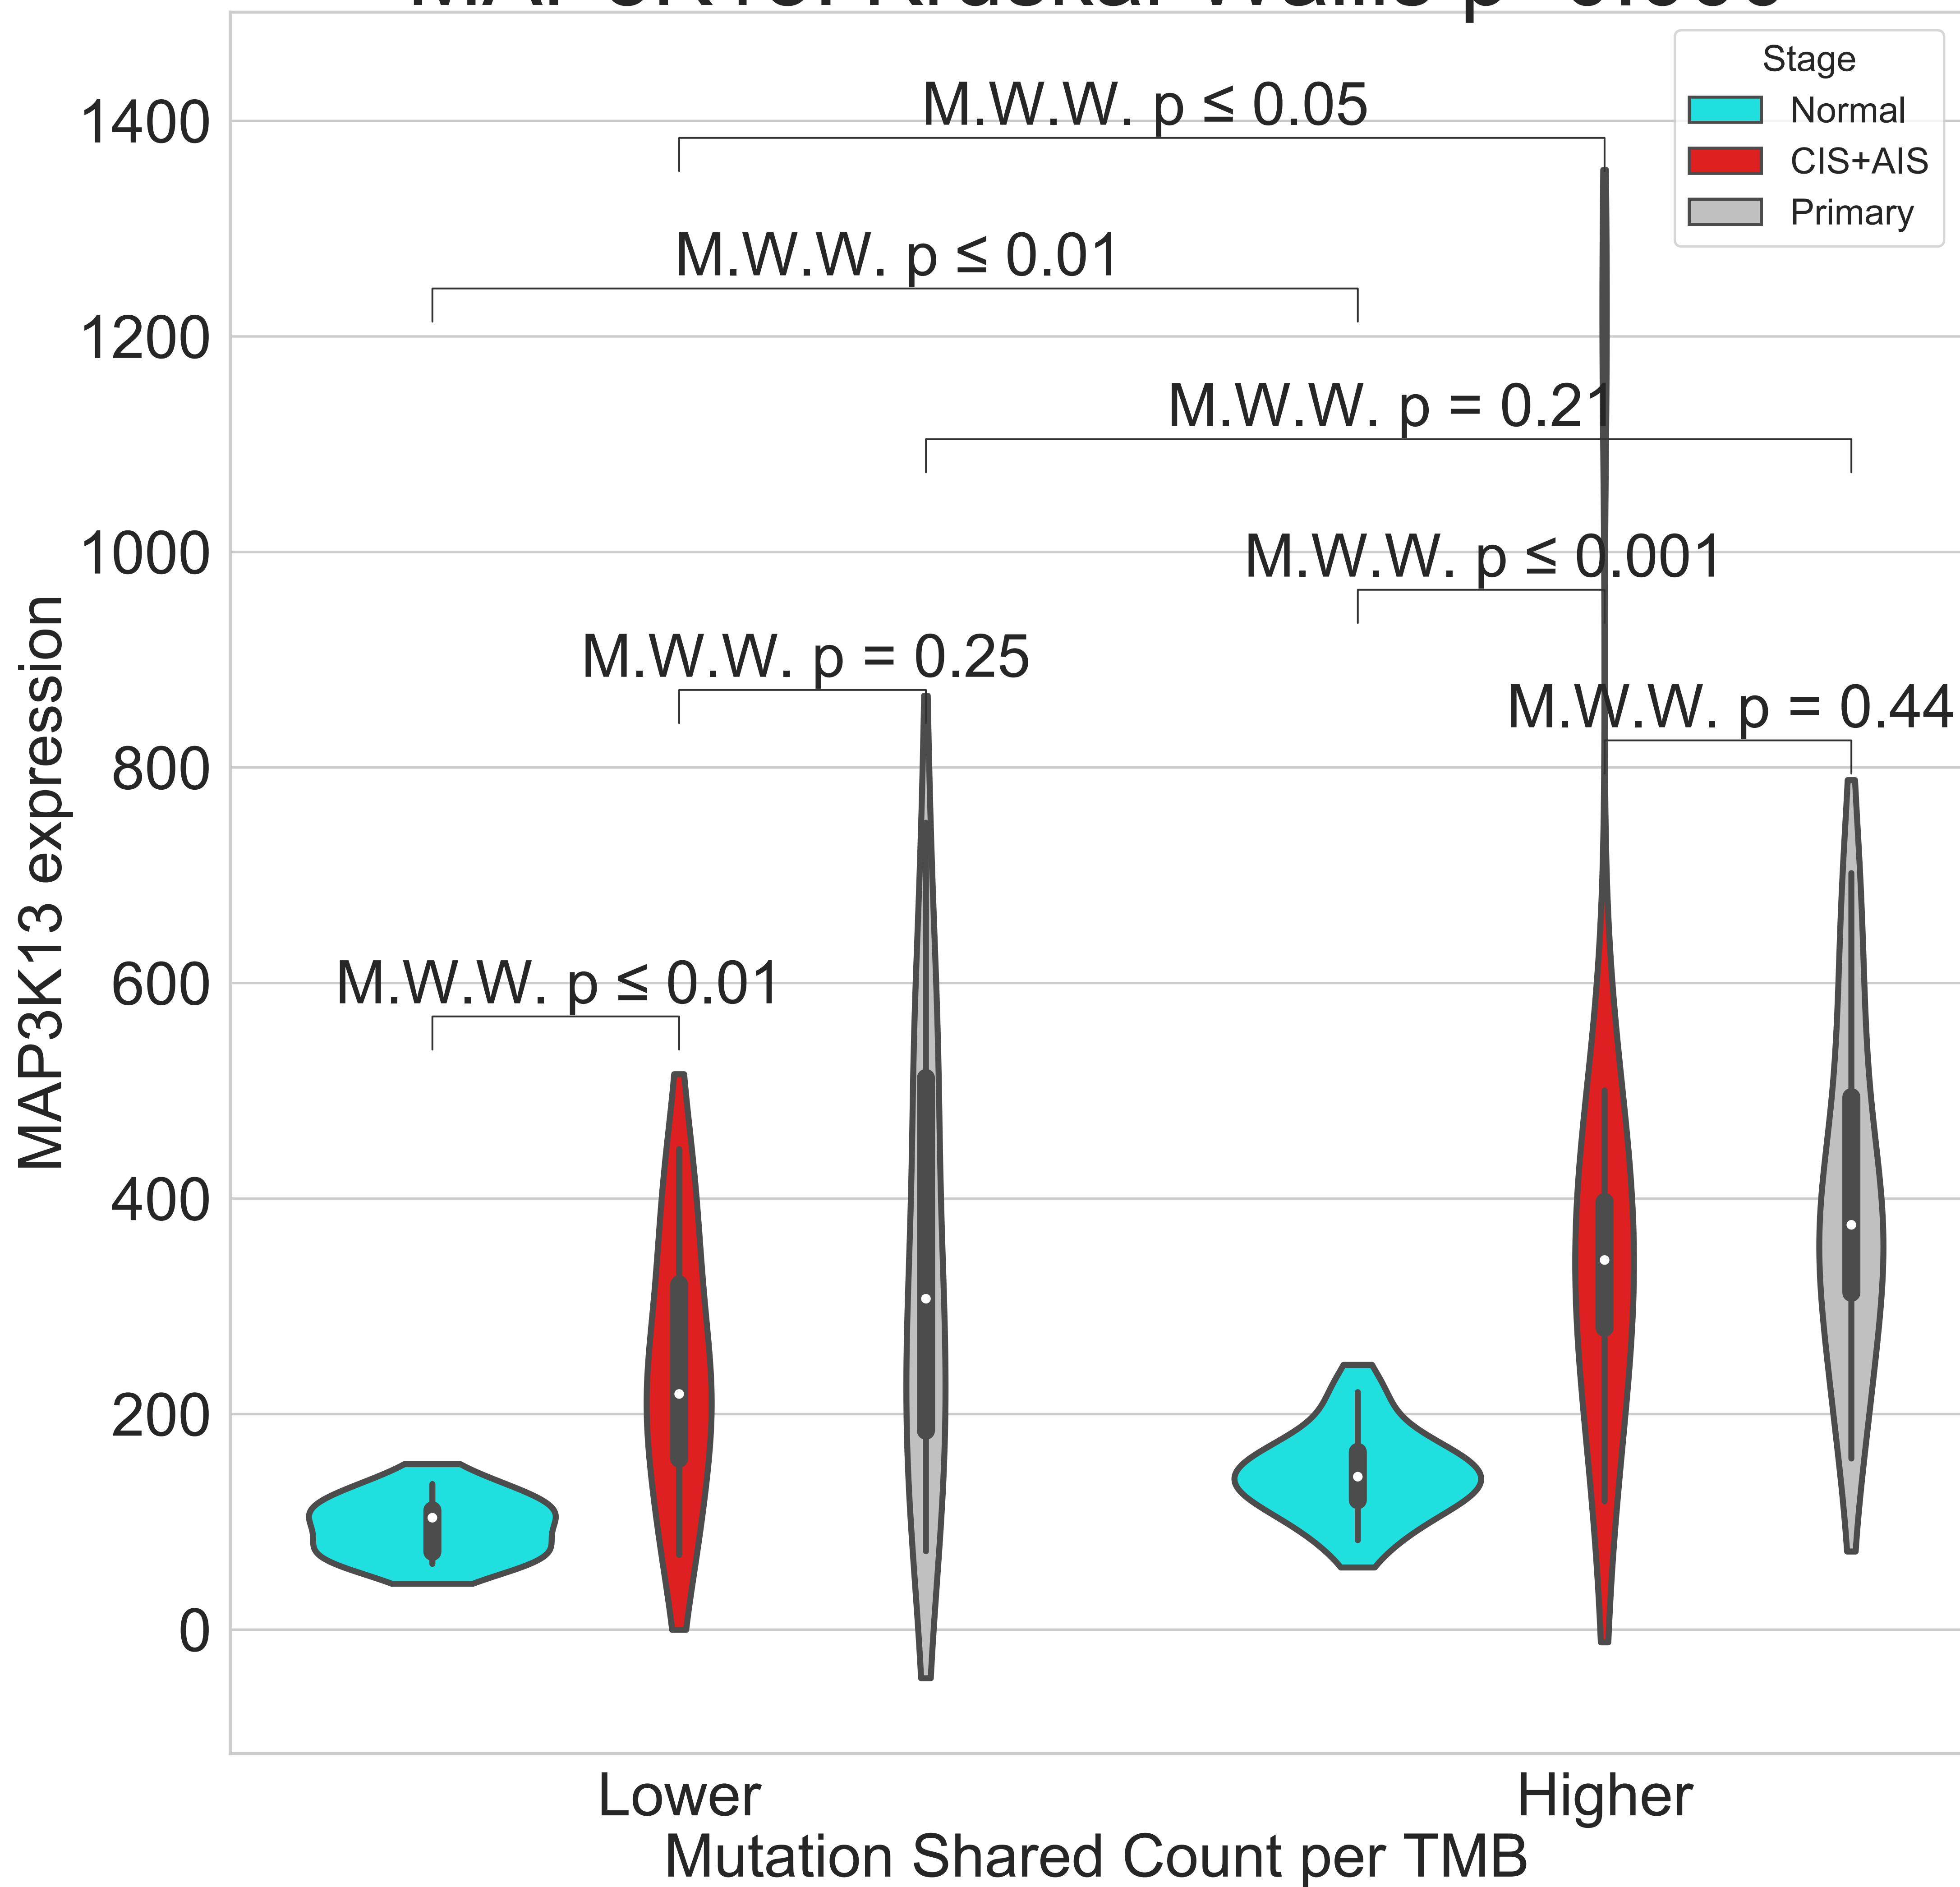 Stage
Normal
CIS+AIS
Primary
M.W.W. p ≤ 0.05
M.W.W. p ≤ 0.01
M.W.W. p = 0.21
M.W.W. p ≤ 0.001
M.W.W. p = 0.25
M.W.W. p = 0.44
M.W.W. p ≤ 0.01
1400
1200
1000
800
600
400
200
0
MAP3K13 expression
Lower
Higher
Mutation Shared Count per TMB